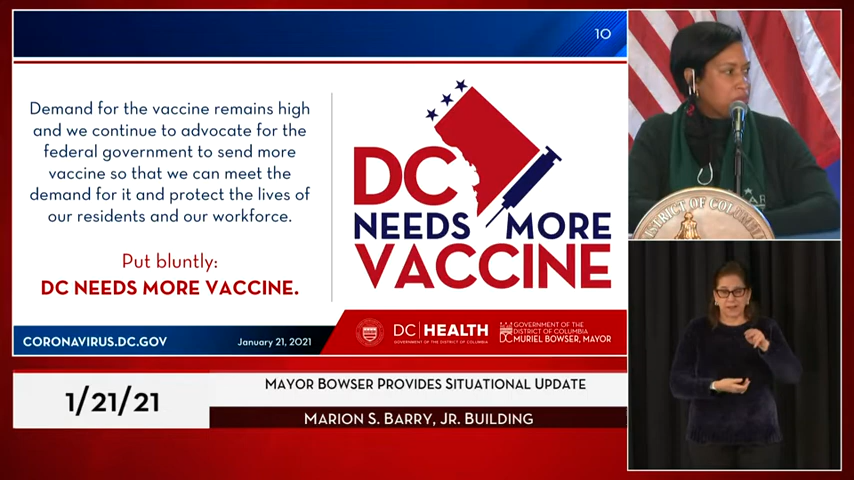 10
Demand for the vaccine remains high
and we continue to advocate for the
federal government to send more
vaccine so that we can meet the
demand for it and protect the lives of
our residents and our workforce.
Put bluntly:
DC NEEDS MORE VACCINE.
DC
NEEDS MORE
VACCINE
CORONAVIRUS.DC.GOV
January 21, 2021
DC HEALTH
GOVERNMENT OF THE DISTRICT OF COLUMBIA
GOVERNMENT OF THE
DISTRICT OF COLUMBIA
DC MURIEL BOWSER, MAYOR
DISTRICT OF COLUMB
1/21/21
MAYOR BOWSER PROVIDES SITUATIONAL UPDATE
MARION S. BARRY, JR. BUILDING